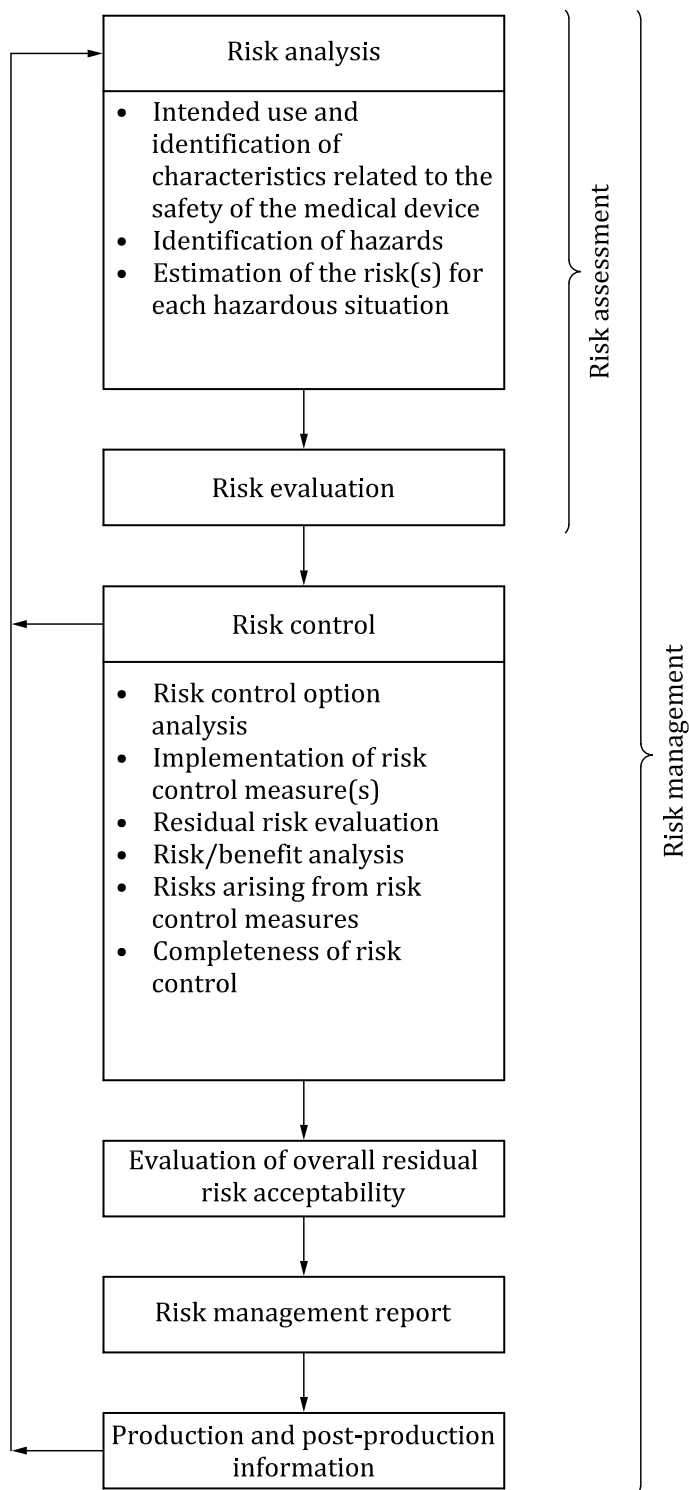 Risk analysis
• Intended use and
identification of
characteristics related to the
safety of the medical device
• Identification of hazards
• Estimation of the risk(s) for
each hazardous situation
Risk evaluation
Risk control
• Risk control option
analysis
• Implementation of risk
control measure(s)
• Residual risk evaluation
• Risk/benefit analysis
• Risks arising from risk
control measures
• Completeness of risk
control
Evaluation of overall residual
risk acceptability
Risk management report
Production and post-production
information
Risk assessment
Risk management